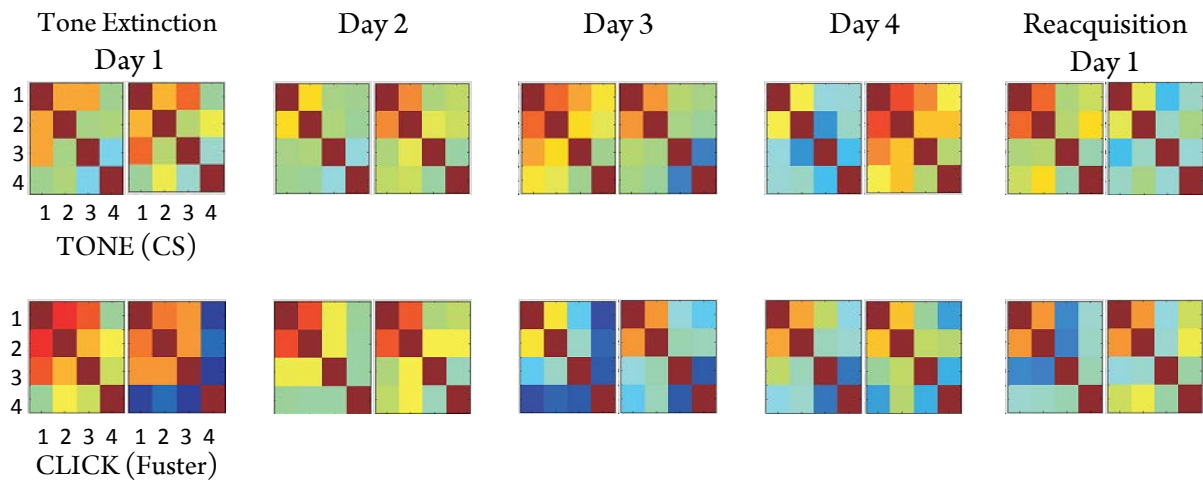 Tone Extinction
Day 1
Day 2
Day 3
Day 4
Reacquisition
Day 1
1
2
3
4
1 2 3 4 1 2 3 4
TONE (CS)
1
2
3
4
1 2 3 4 1 2 3 4
CLICK (Fuster)